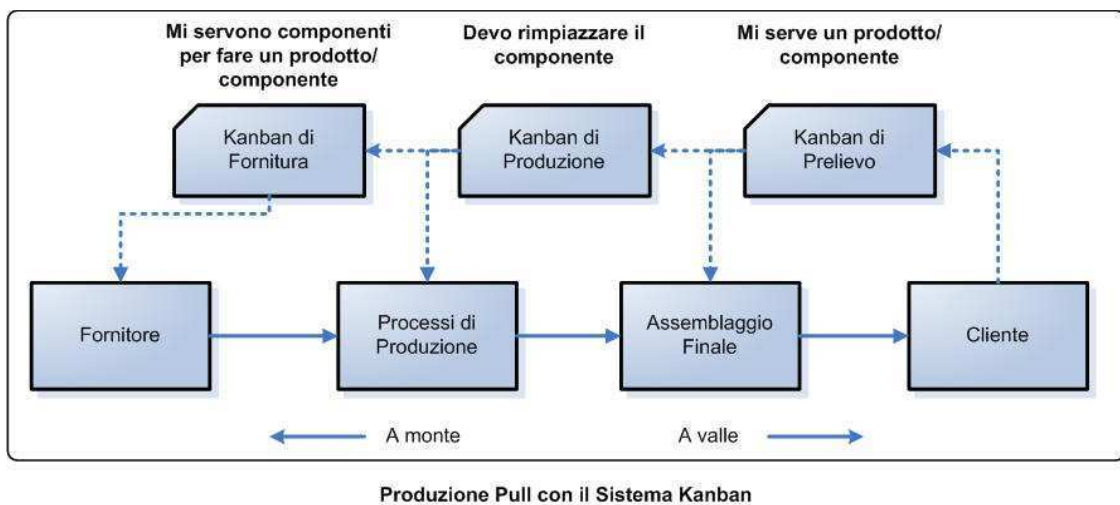 Mi servono componenti
per fare un prodotto/
componente
Devo rimpiazzare il
componente
Mi serve un prodotto/
componente
Kanban di
Fornitura
Kanban di
Produzione
Kanban di
Prelievo
Fornitore
Processi di
Produzione
Assemblaggio
Finale
Cliente
A monte
A valle
Produzione Pull con il Sistema Kanban